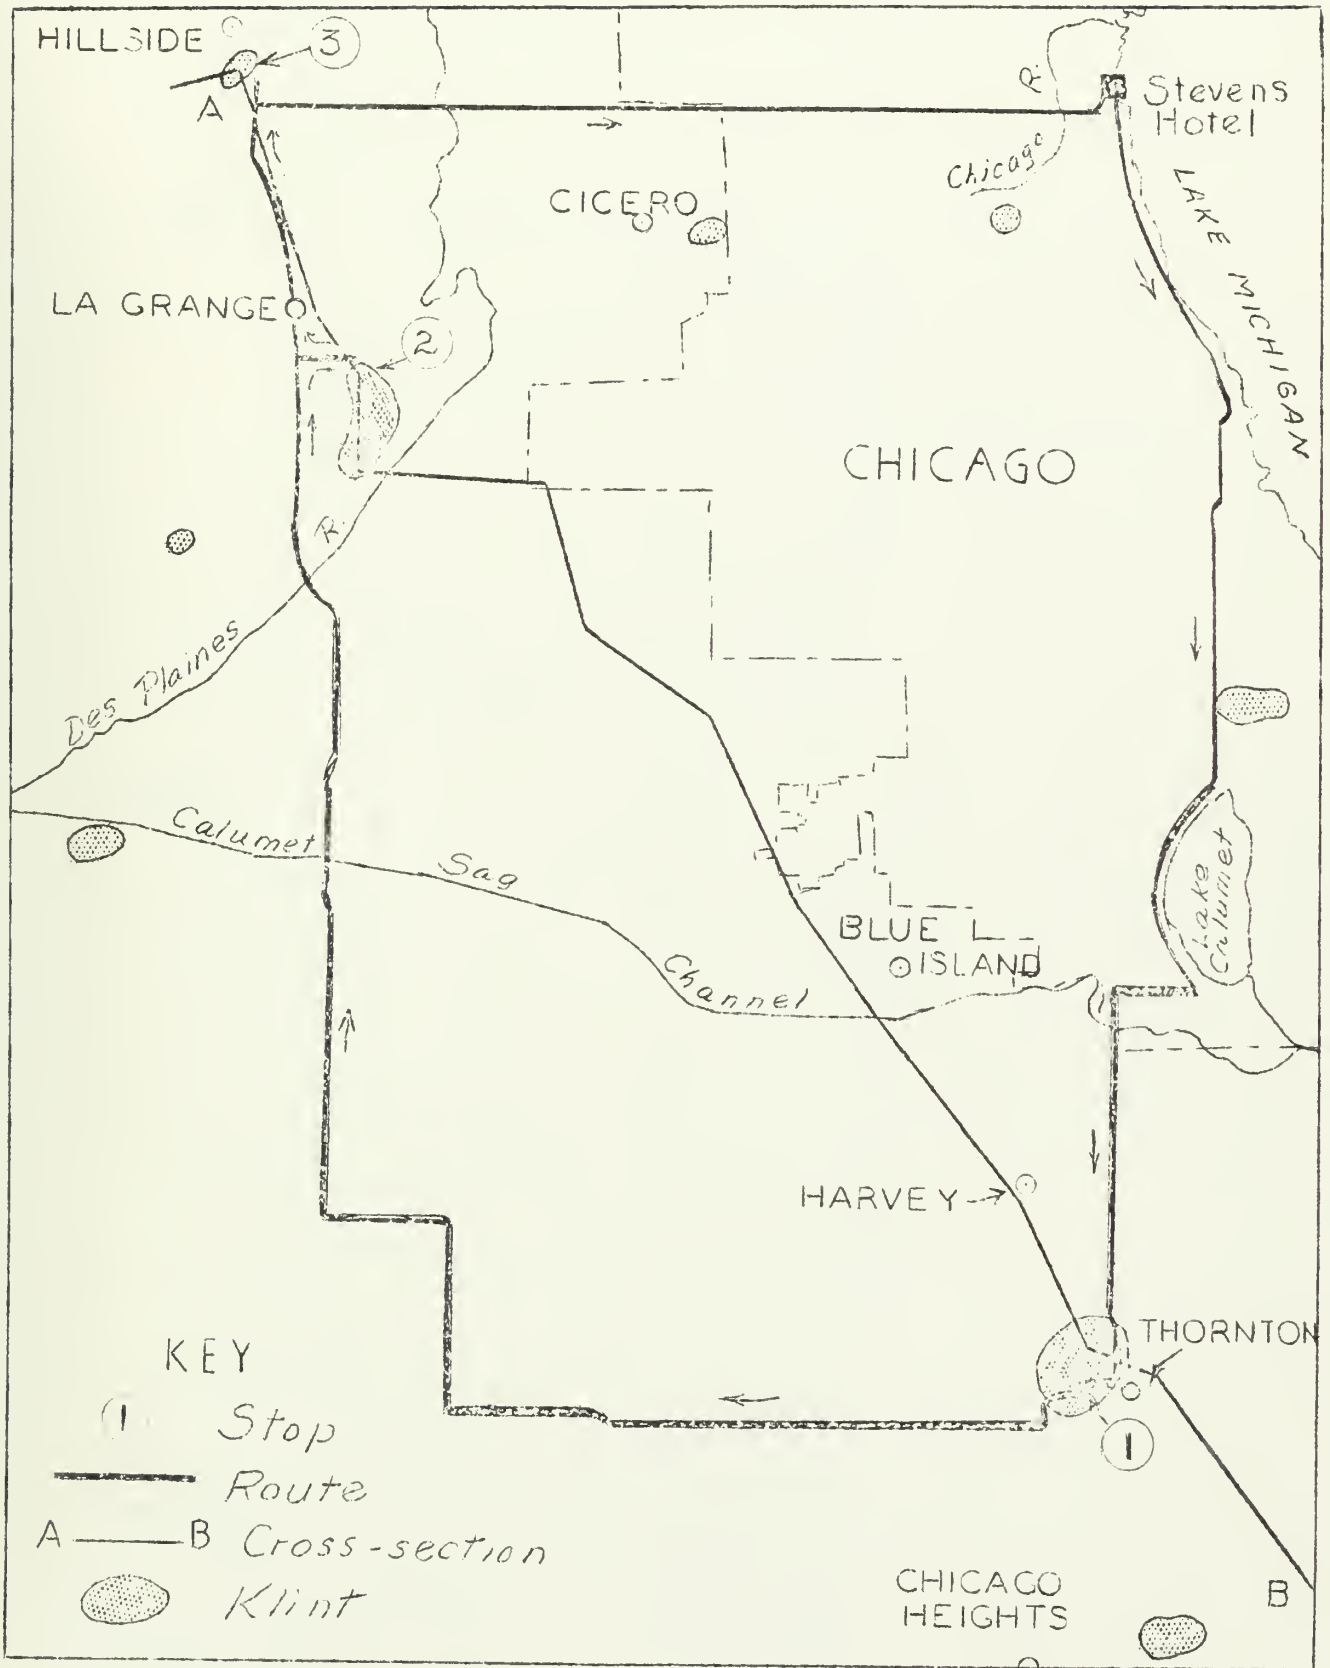 HILLSIDE
3
A
R.
Stevens
Hotel
Chicago
CICERO
LAKE MICHIGAN
LA GRANGE
2
CHICAGO
R.
Des Plaines
Calumet
Sag
Channel
Lake
Calumet
BLUE
ISLAND
HARVEY
THORNTON
1
KEY
1 Stop
Route
A B Cross-section
Klint
CHICAGO
HEIGHTS
B